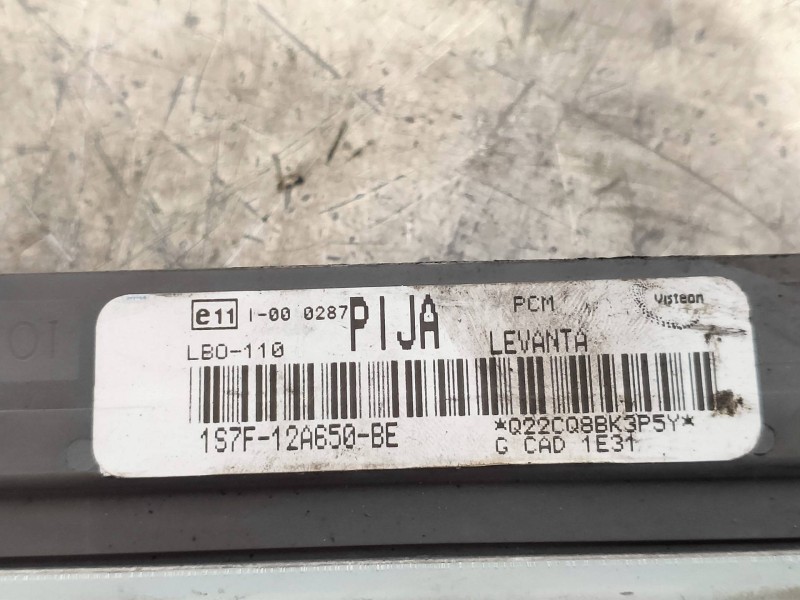 e11 I-00 0287 PIJA PCM Visteon
LB0-110 LEVANTA
1S7F-12A650-BE *Q22CQ8BK3P5Y*
G CAD 1E31